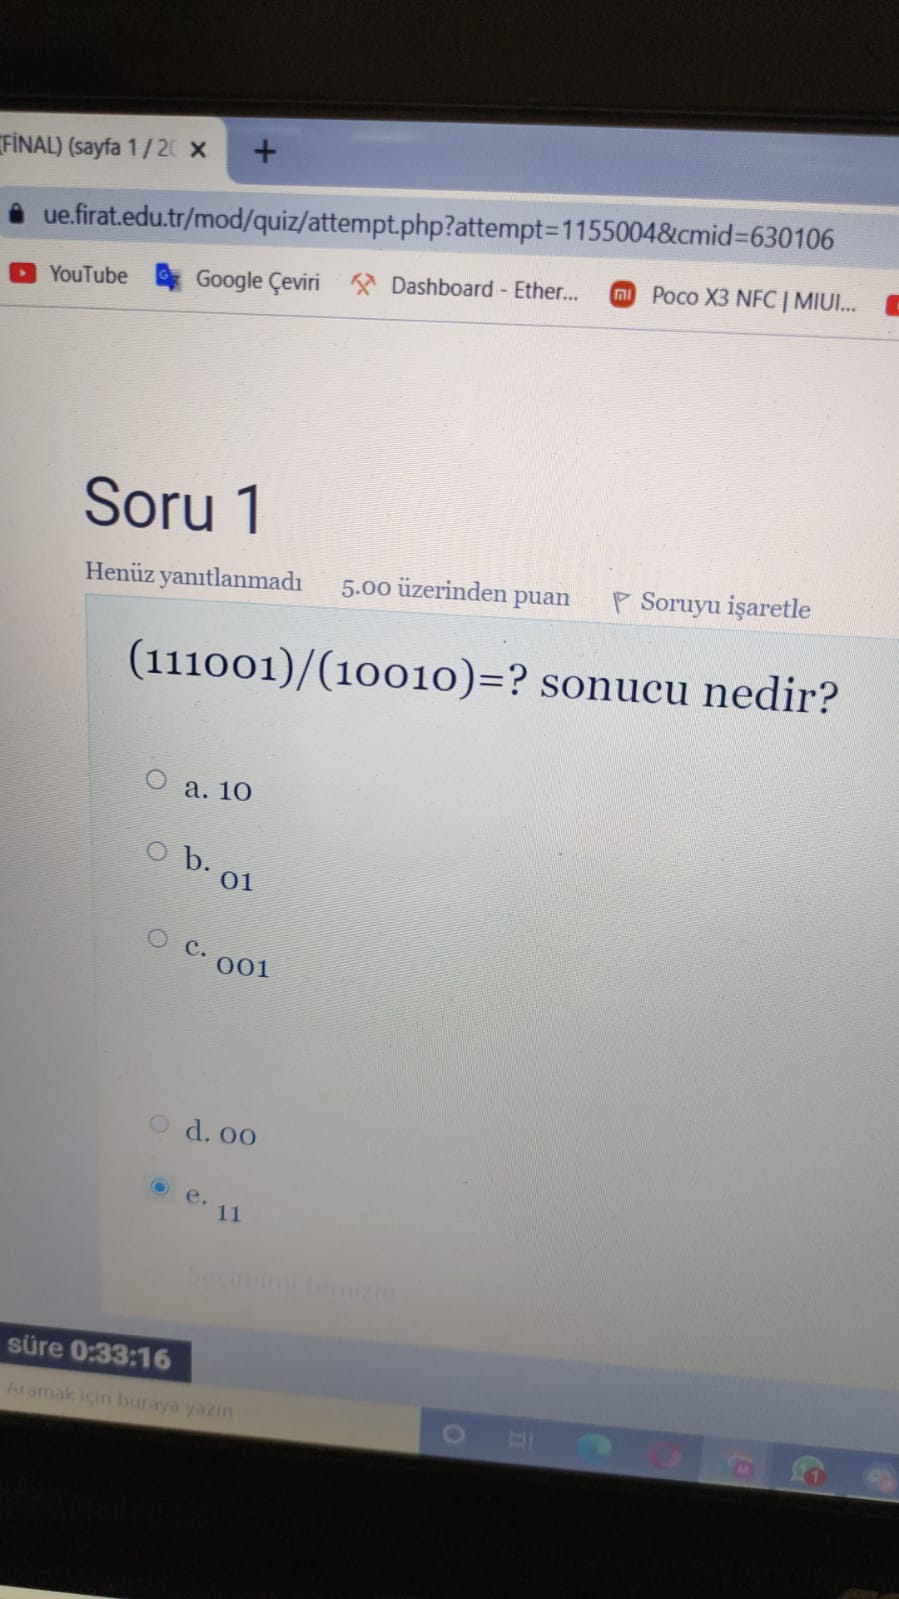 (FİNAL) (sayfa 1 / 20
ue.firat.edu.tr/mod/quiz/attempt.php?attempt=1155004&cmid=630106
YouTube Google Çeviri Dashboard - Ether... Poco X3 NFC | MIUI...
Soru 1
Henüz yanıtlanmadı 5.00 üzerinden puan Soruyu işaretle
(111001)/(10010)=? sonucu nedir?
a. 10
b. 01
c. 001
d. 00
e. 11
Seçimimi temizle
süre 0:33:16
Aramak için buraya yazın